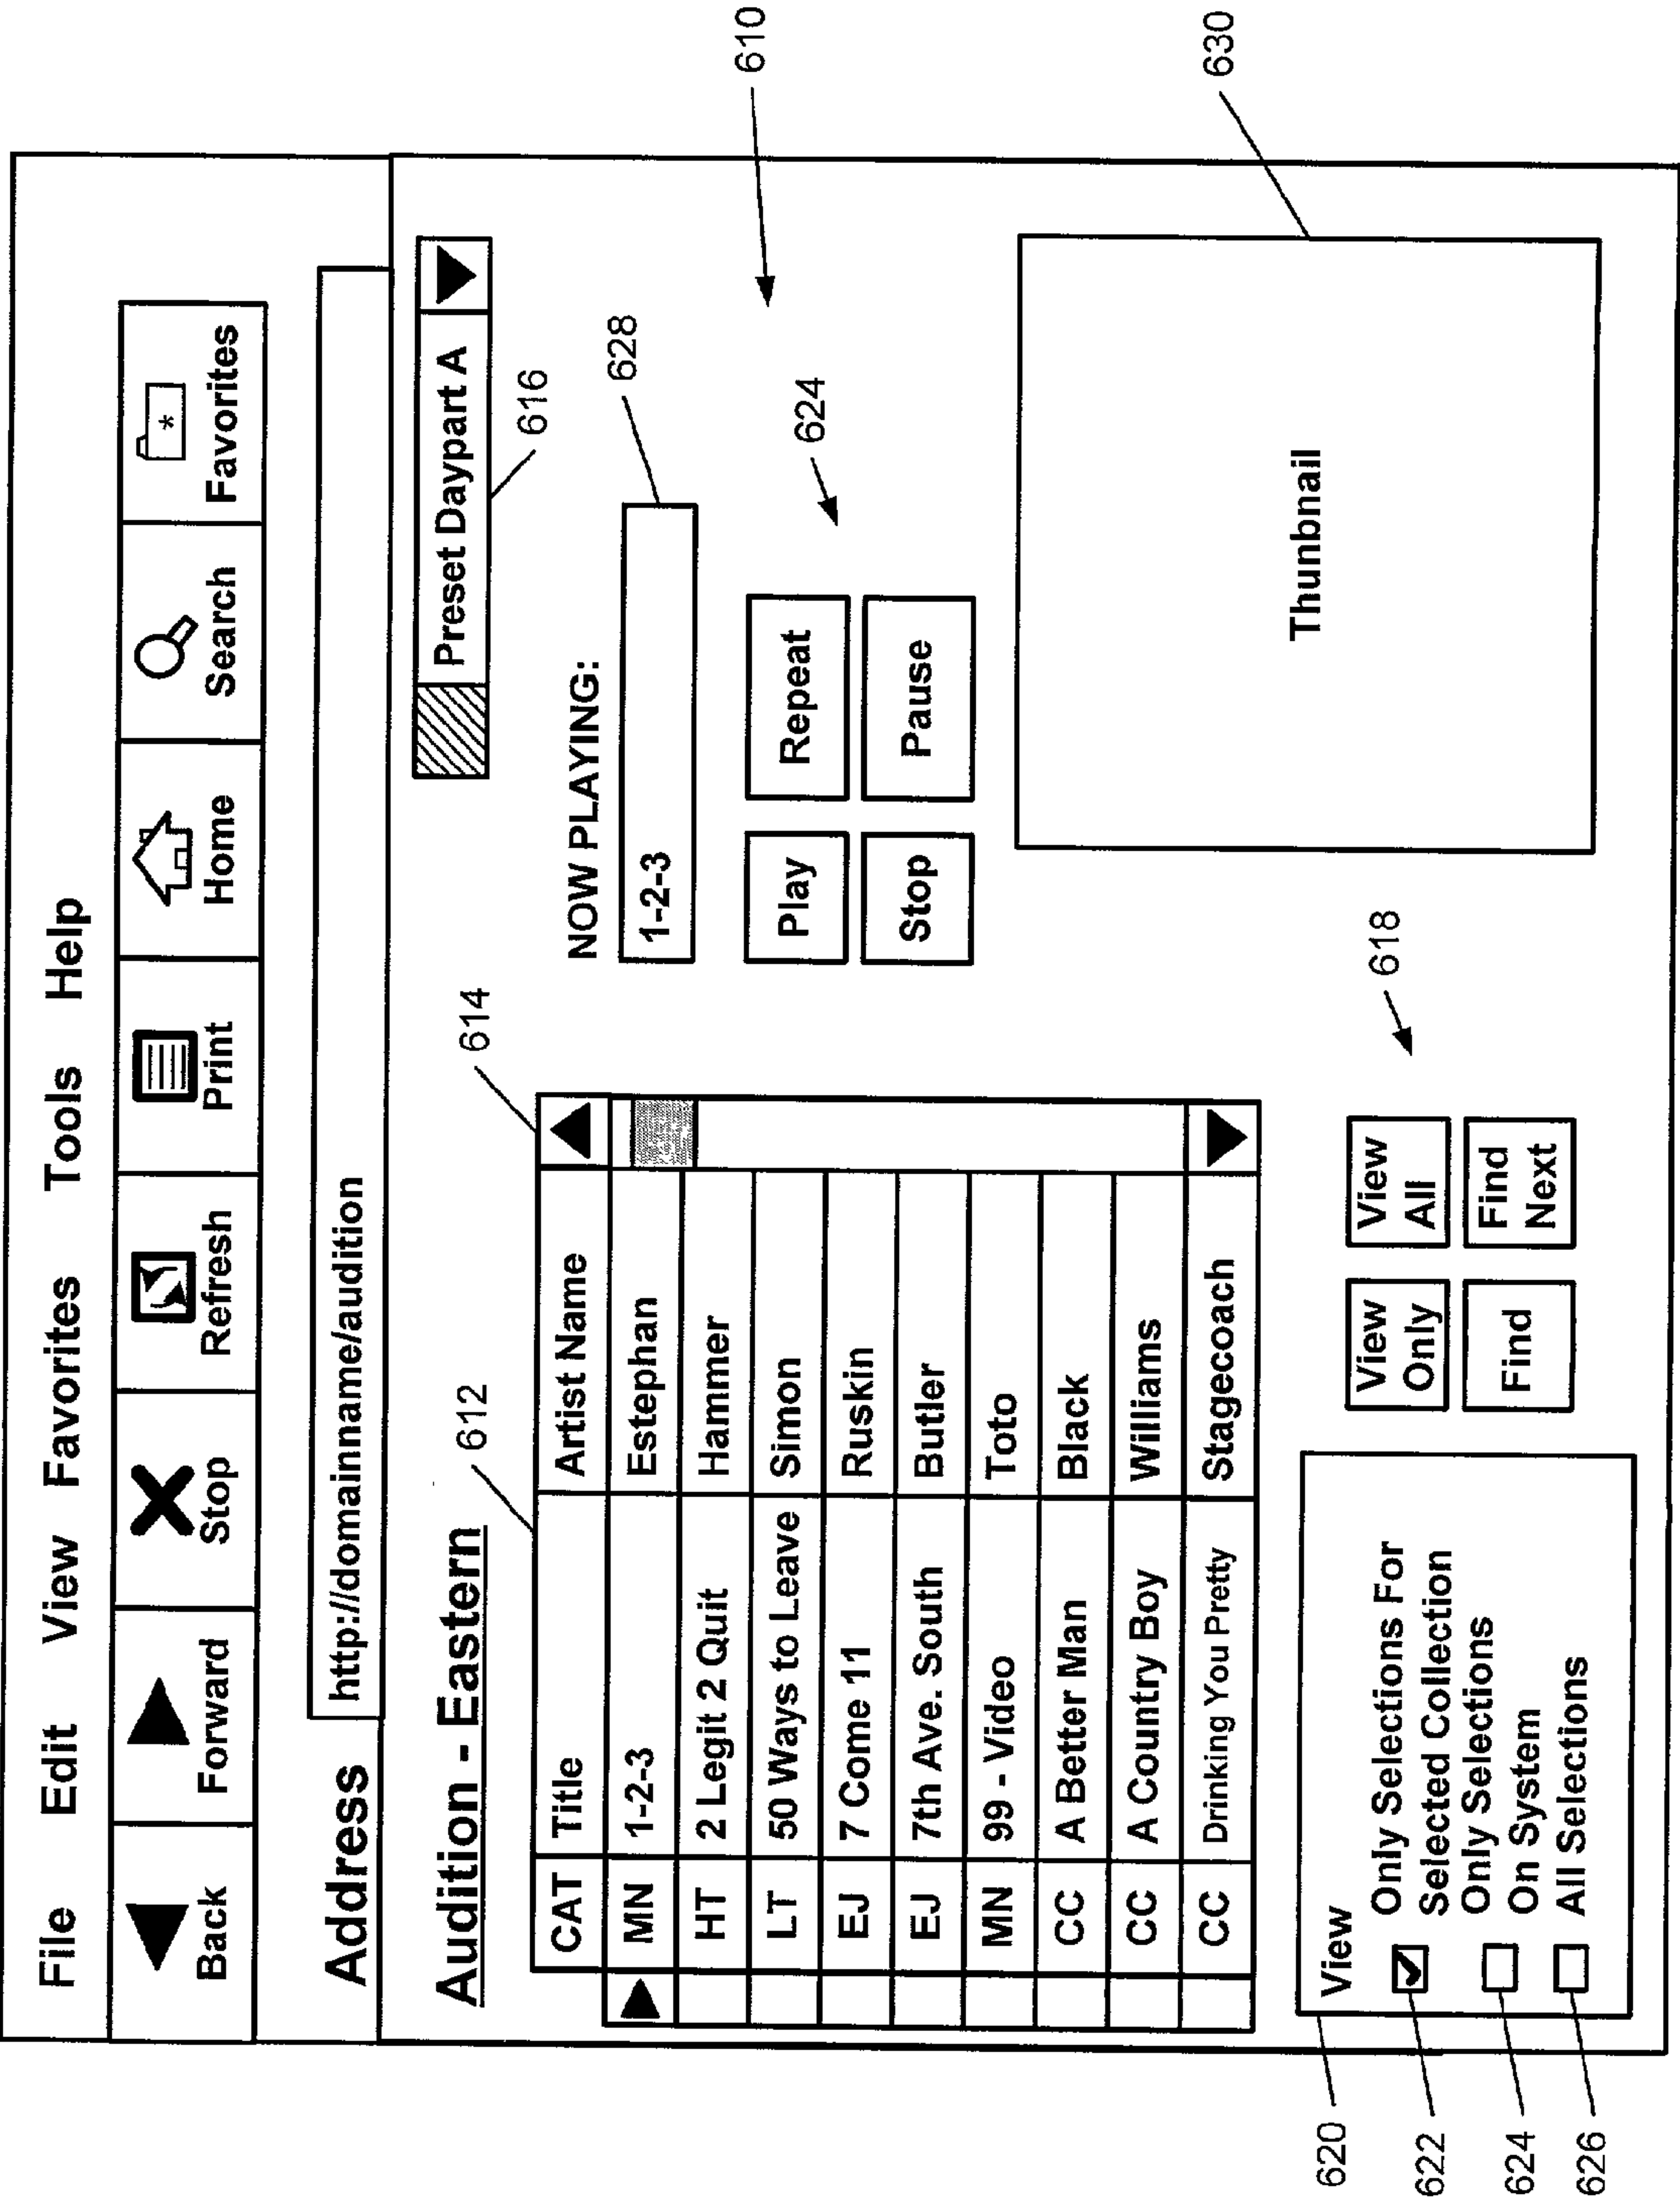 File Edit View Favorites Tools Help
Back Forward Stop Refresh Print Home Search * Favorites
Address http://domainname/audition
Audition - Eastern
Preset Daypart A
616
612
614
CAT Title Artist Name
MN 1-2-3 Estephan
HT 2 Legit 2 Quit Hammer
LT 50 Ways to Leave Simon
EJ 7 Come 11 Ruskin
EJ 7th Ave. South Butler
MN 99 - Video Toto
CC A Better Man Black
CC A Country Boy Williams
CC Drinking You Pretty Stagecoach
NOW PLAYING:
1-2-3
628
610
Play Repeat
Stop Pause
624
Thunbnail
630
View
Only Selections For
Selected Collection
Only Selections
On System
All Selections
620
622
624
626
View Only
View All
Find
Find Next
618